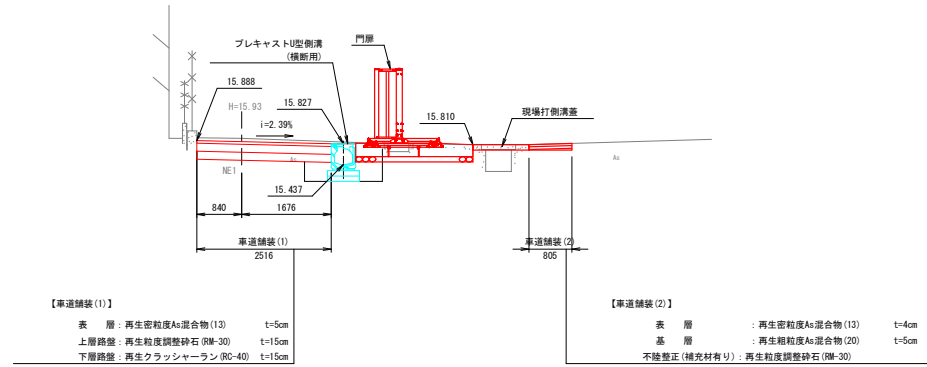 プレキャストU型側溝
(横断用)
門扉
15.888
H=15.93
15.827
i=2.39%
15.810
現場打側溝蓋
As
As
NE1
15.437
840
1676
車道舗装(1)
2516
車道舗装(2)
805
【車道舗装(1)】
表　層：再生密粒度As混合物(13)　t=5cm
上層路盤：再生粒度調整砕石(RM-30)　t=15cm
下層路盤：再生クラッシャーラン(RC-40)　t=15cm
【車道舗装(2)】
表　層　：再生密粒度As混合物(13)　t=4cm
基　層　：再生粗粒度As混合物(20)　t=5cm
不陸整正(補充材有り)：再生粒度調整砕石(RM-30)